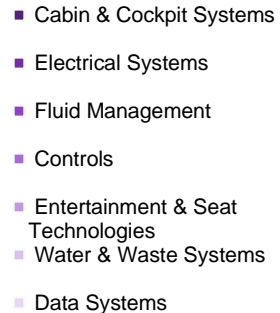 Cabin & Cockpit Systems
Electrical Systems
Fluid Management
Controls
Entertainment & Seat
Technologies
Water & Waste Systems
Data Systems